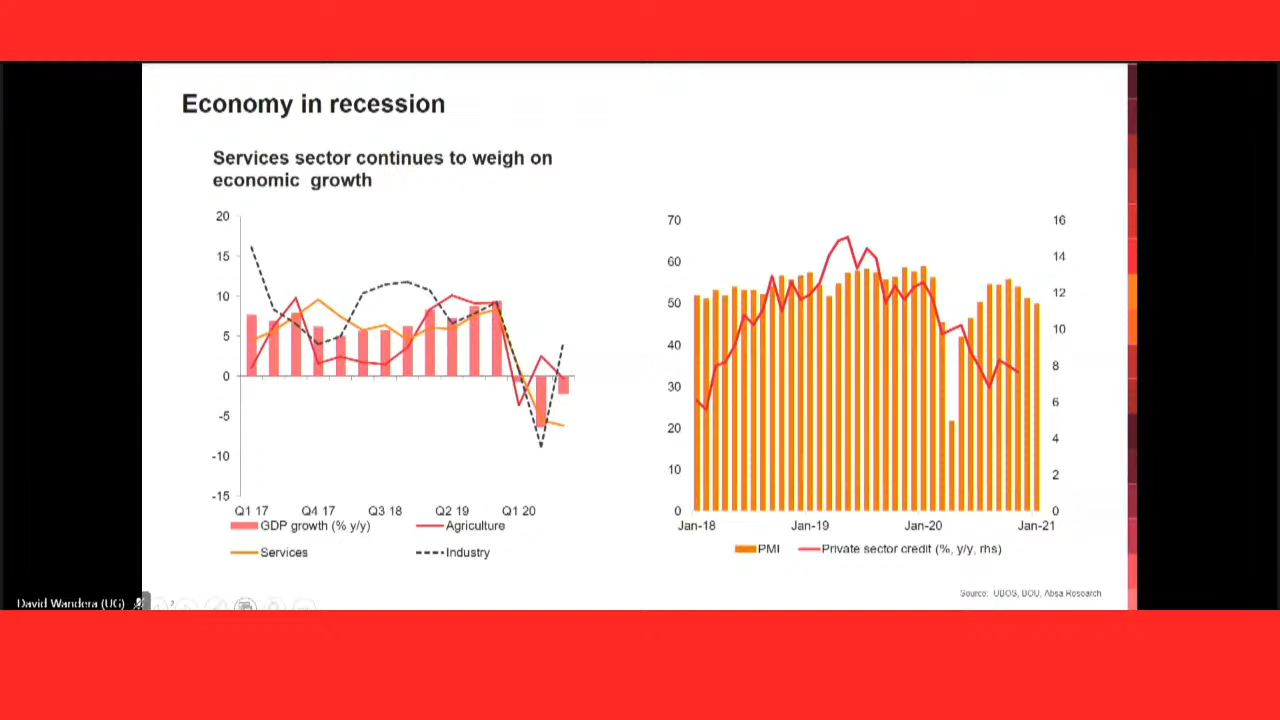 Economy in recession
Services sector continues to weigh on
economic growth
20
15
10
5
0
-5
-10
-15
Q1 17 Q4 17 Q3 18 Q2 19 Q1 20
GDP growth (% y/y) Agriculture
Services Industry
70 16
60 14
50 12
40 10
30 8
20 6
10 4
0 2
0
Jan-18 Jan-19 Jan-20 Jan-21
PMI Private sector credit (%, y/y, rhs)
Source: UBOS, BOU, Absa Research
David Wandera (UG)
2